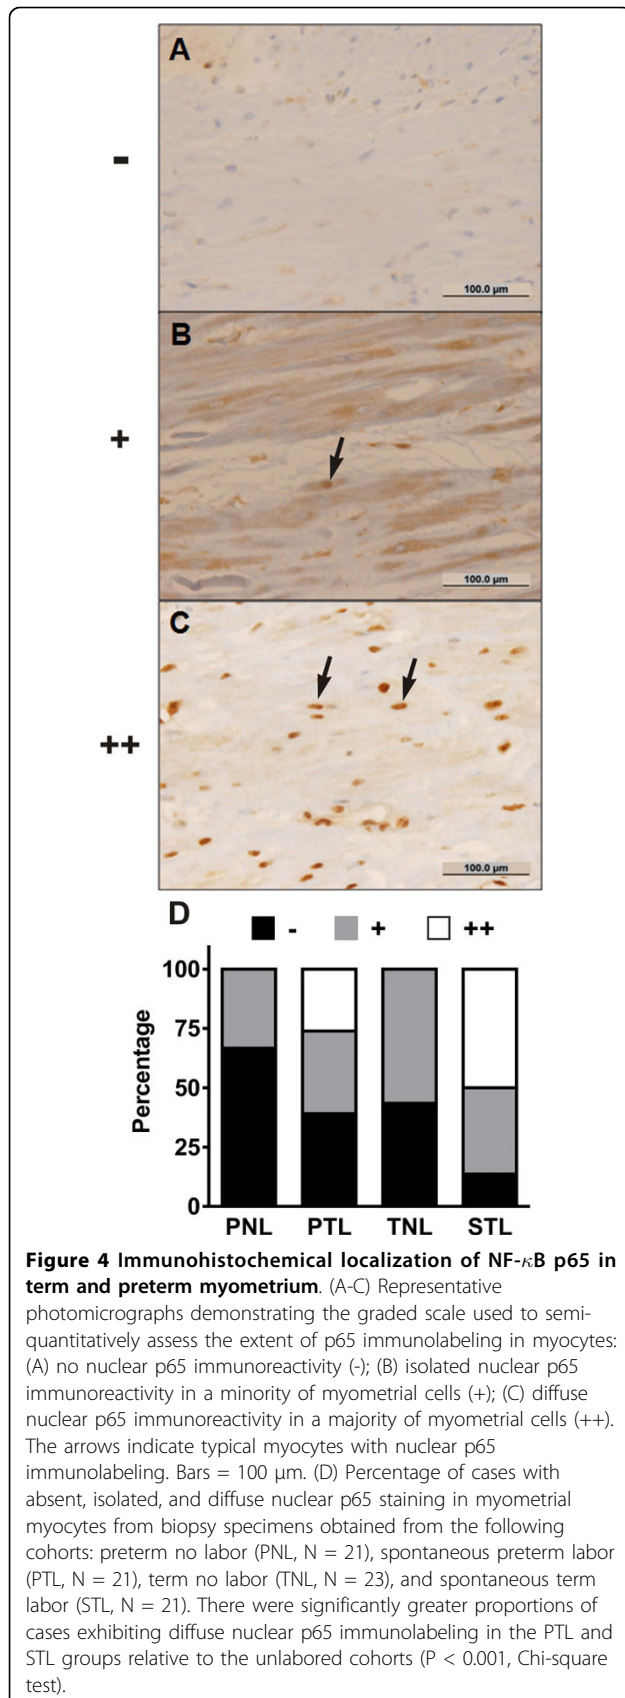 A
-
100.0 µm
B
+
100.0 µm
C
++
100.0 µm
D
- + ++
100
75
50
25
0
Percentage
PNL PTL TNL STL
Figure 4 Immunohistochemical localization of NF-κB p65 in
term and preterm myometrium. (A-C) Representative
photomicrographs demonstrating the graded scale used to semi-
quantitatively assess the extent of p65 immunolabeling in myocytes:
(A) no nuclear p65 immunoreactivity (-); (B) isolated nuclear p65
immunoreactivity in a minority of myometrial cells (+); (C) diffuse
nuclear p65 immunoreactivity in a majority of myometrial cells (++).
The arrows indicate typical myocytes with nuclear p65
immunolabeling. Bars = 100 μm. (D) Percentage of cases with
absent, isolated, and diffuse nuclear p65 staining in myometrial
myocytes from biopsy specimens obtained from the following
cohorts: preterm no labor (PNL, N = 21), spontaneous preterm labor
(PTL, N = 21), term no labor (TNL, N = 23), and spontaneous term
labor (STL, N = 21). There were significantly greater proportions of
cases exhibiting diffuse nuclear p65 immunolabeling in the PTL and
STL groups relative to the unlabored cohorts (P < 0.001, Chi-square
test).